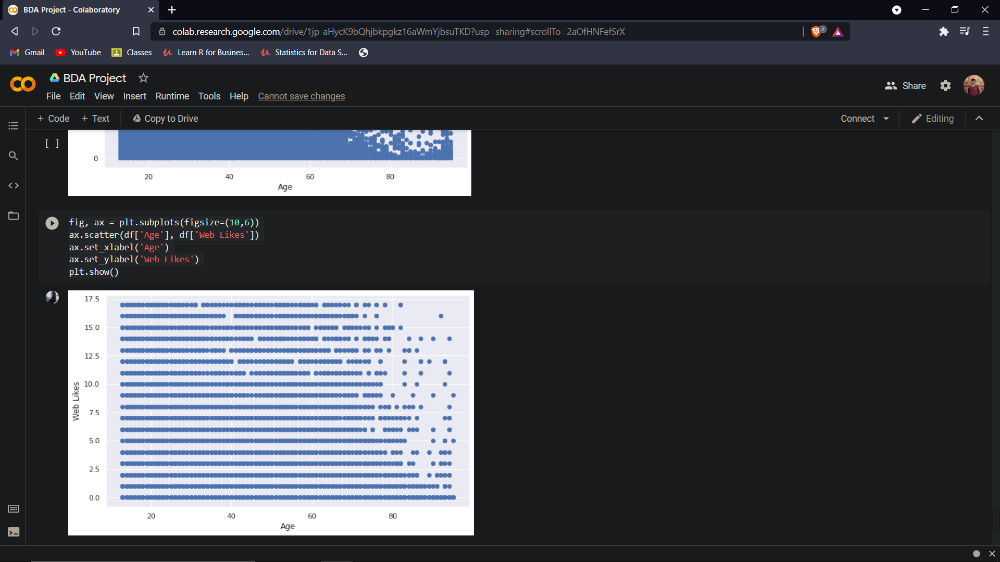 BDA Project - Colaboratory
colab.research.google.com/drive/1jp-aHycK9bQhjbkpgkz16aWmYjbsuTKD?usp=sharing#scrollTo=2aOfHNFefSrX
2
Gmail YouTube Classes Learn R for Busines... Statistics for Data S...
BDA Project
Share
File Edit View Insert Runtime Tools Help Cannot save changes
+ Code + Text Copy to Drive Connect Editing
[ ]
0
20 40 60 80
Age
fig, ax = plt.subplots(figsize=(10,6))
ax.scatter(df['Age'], df['Web Likes'])
ax.set_xlabel('Age')
ax.set_ylabel('Web Likes')
plt.show()
17.5
15.0
12.5
10.0
Web Likes
7.5
5.0
2.5
0.0
20 40 60 80
Age